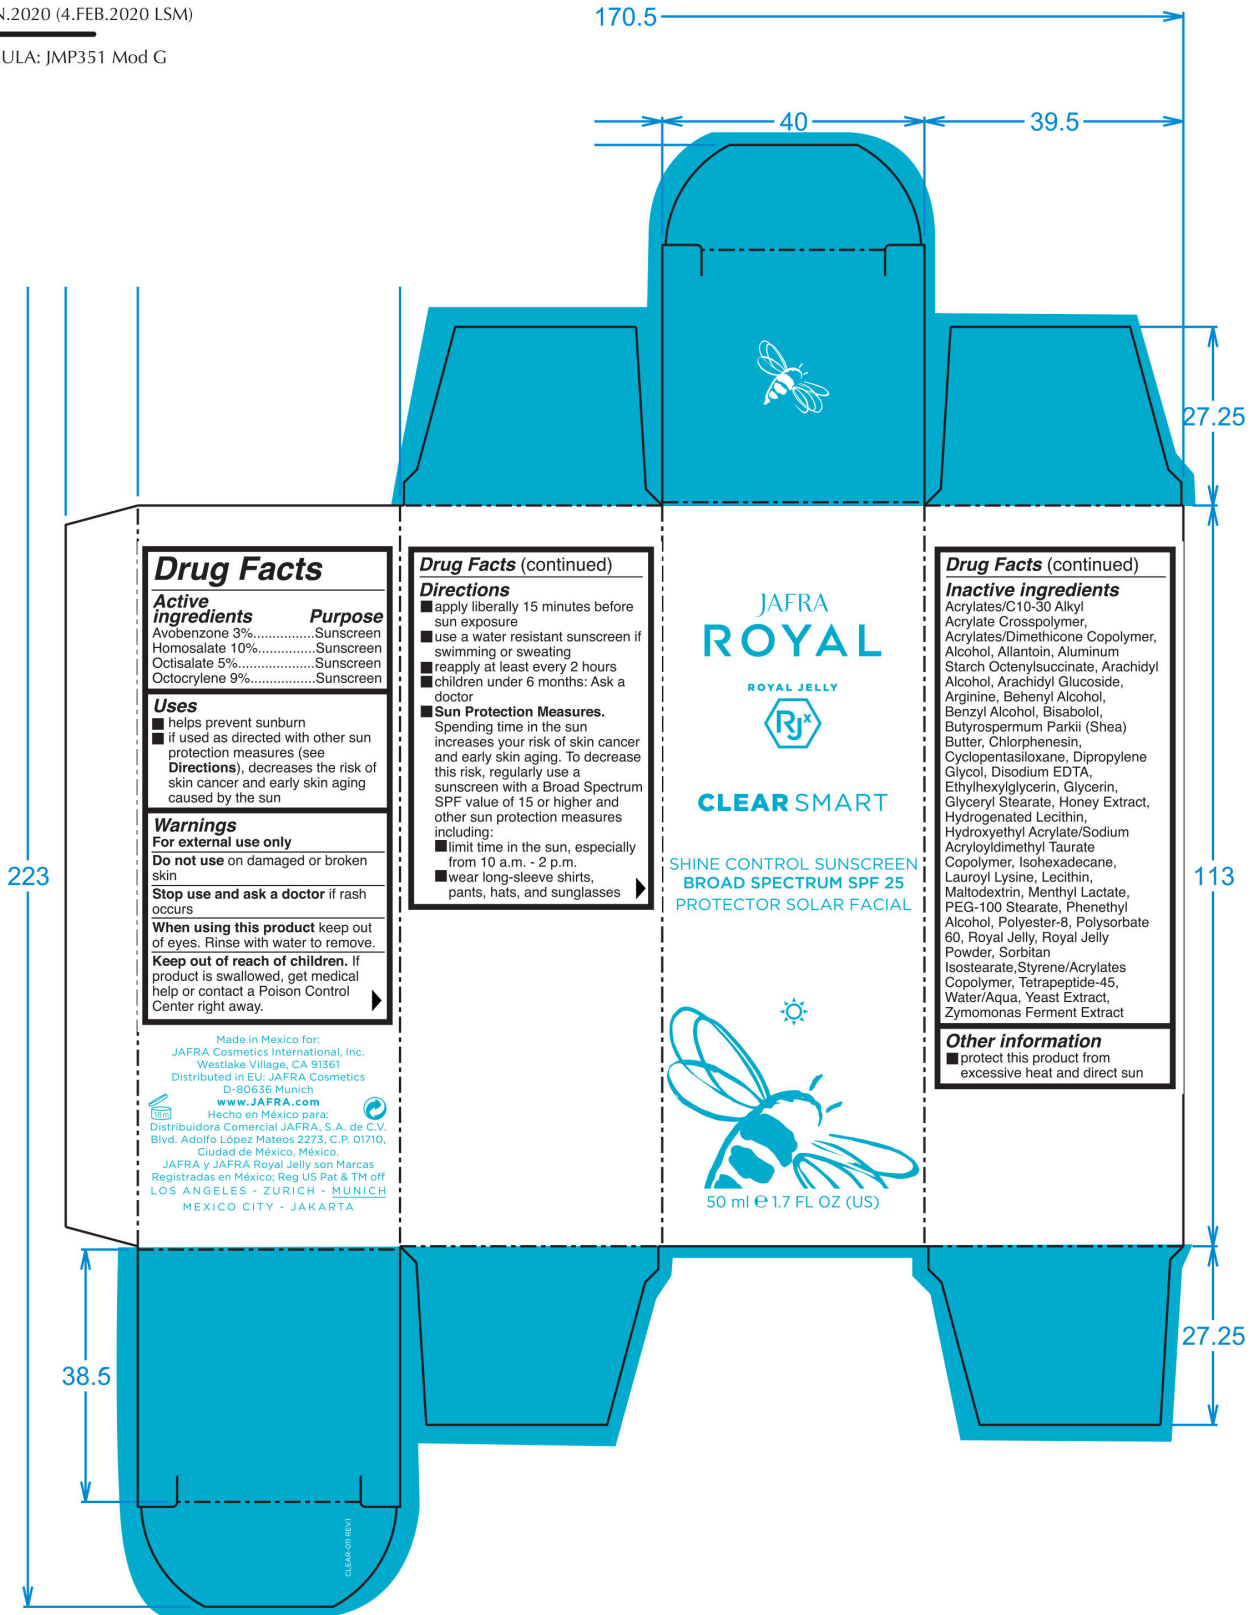 N.2020 (4.FEB.2020 LSM)
ULA: JMP351 Mod G
170.5
40
39.5
27.25
223
113
38.5
27.25
Drug Facts
Active
ingredients Purpose
Avobenzone 3%...............Sunscreen
Homosalate 10%..............Sunscreen
Octisalate 5%...................Sunscreen
Octocrylene 9%................Sunscreen
Uses
■ helps prevent sunburn
■ if used as directed with other sun
protection measures (see
Directions), decreases the risk of
skin cancer and early skin aging
caused by the sun
Warnings
For external use only
Do not use on damaged or broken
skin
Stop use and ask a doctor if rash
occurs
When using this product keep out
of eyes. Rinse with water to remove.
Keep out of reach of children. If
product is swallowed, get medical
help or contact a Poison Control
Center right away.
Made in Mexico for:
JAFRA Cosmetics International, Inc.
Westlake Village, CA 91361
Distributed in EU: JAFRA Cosmetics
D-80636 Munich
www.JAFRA.com
18m
Hecho en México para:
Distribuidora Comercial JAFRA, S.A. de C.V.
Blvd. Adolfo López Mateos 2273, C.P. 01710,
Ciudad de México, México.
JAFRA y JAFRA Royal Jelly son Marcas
Registradas en México; Reg US Pat & TM off
LOS ANGELES - ZURICH - MUNICH
MEXICO CITY - JAKARTA
Drug Facts (continued)
Directions
■ apply liberally 15 minutes before
sun exposure
■ use a water resistant sunscreen if
swimming or sweating
■ reapply at least every 2 hours
■ children under 6 months: Ask a
doctor
■ Sun Protection Measures.
Spending time in the sun
increases your risk of skin cancer
and early skin aging. To decrease
this risk, regularly use a
sunscreen with a Broad Spectrum
SPF value of 15 or higher and
other sun protection measures
including:
■ limit time in the sun, especially
from 10 a.m. - 2 p.m.
■ wear long-sleeve shirts,
pants, hats, and sunglasses
JAFRA
ROYAL
ROYAL JELLY
RJx
CLEAR SMART
SHINE CONTROL SUNSCREEN
BROAD SPECTRUM SPF 25
PROTECTOR SOLAR FACIAL
50 ml ℮ 1.7 FL OZ (US)
Drug Facts (continued)
Inactive ingredients
Acrylates/C10-30 Alkyl
Acrylate Crosspolymer,
Acrylates/Dimethicone Copolymer,
Alcohol, Allantoin, Aluminum
Starch Octenylsuccinate, Arachidyl
Alcohol, Arachidyl Glucoside,
Arginine, Behenyl Alcohol,
Benzyl Alcohol, Bisabolol,
Butyrospermum Parkii (Shea)
Butter, Chlorphenesin,
Cyclopentasiloxane, Dipropylene
Glycol, Disodium EDTA,
Ethylhexylglycerin, Glycerin,
Glyceryl Stearate, Honey Extract,
Hydrogenated Lecithin,
Hydroxyethyl Acrylate/Sodium
Acryloyldimethyl Taurate
Copolymer, Isohexadecane,
Lauroyl Lysine, Lecithin,
Maltodextrin, Menthyl Lactate,
PEG-100 Stearate, Phenethyl
Alcohol, Polyester-8, Polysorbate
60, Royal Jelly, Royal Jelly
Powder, Sorbitan
Isostearate,Styrene/Acrylates
Copolymer, Tetrapeptide-45,
Water/Aqua, Yeast Extract,
Zymomonas Ferment Extract
Other information
■ protect this product from
excessive heat and direct sun
CLEAR-011 REV.1